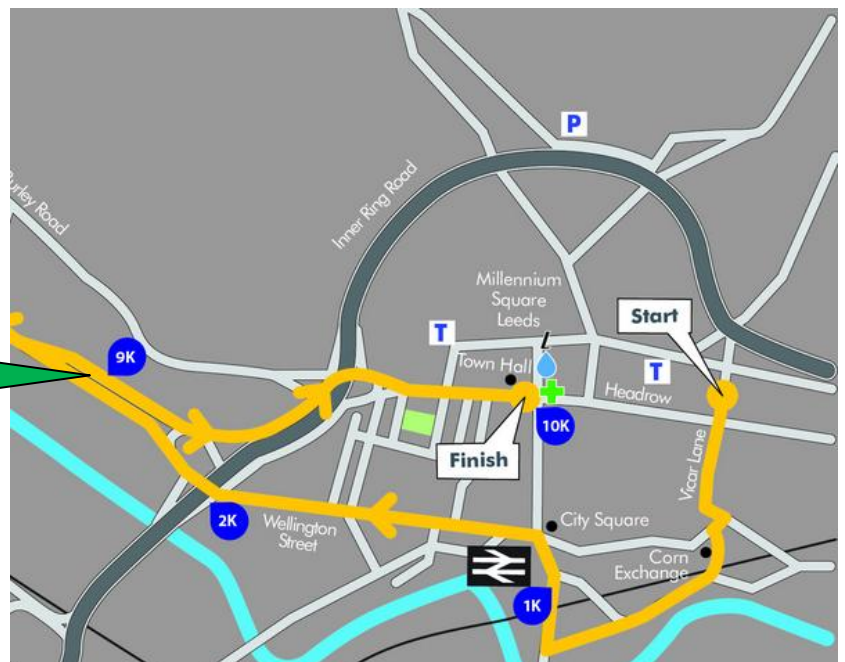 P
Inner Ring Road
Millennium
Square
Leeds
Start
T
L
Town Hall
T
Headrow
9K
10K
Finish
Vicar Lane
2K
Wellington
Street
City Square
Corn
Exchange
1K
Road